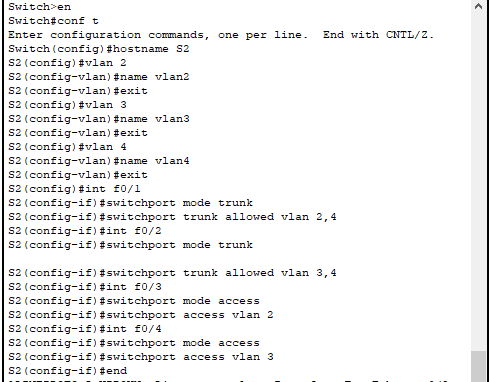 Switch>en
Switch#conf t
Enter configuration commands, one per line.  End with CNTL/Z.
Switch(config)#hostname S2
S2(config)#vlan 2
S2(config-vlan)#name vlan2
S2(config-vlan)#exit
S2(config)#vlan 3
S2(config-vlan)#name vlan3
S2(config-vlan)#exit
S2(config)#vlan 4
S2(config-vlan)#name vlan4
S2(config-vlan)#exit
S2(config)#int f0/1
S2(config-if)#switchport mode trunk
S2(config-if)#switchport trunk allowed vlan 2,4
S2(config-if)#int f0/2
S2(config-if)#switchport mode trunk
S2(config-if)#switchport trunk allowed vlan 3,4
S2(config-if)#int f0/3
S2(config-if)#switchport mode access
S2(config-if)#switchport access vlan 2
S2(config-if)#int f0/4
S2(config-if)#switchport mode access
S2(config-if)#switchport access vlan 3
S2(config-if)#end